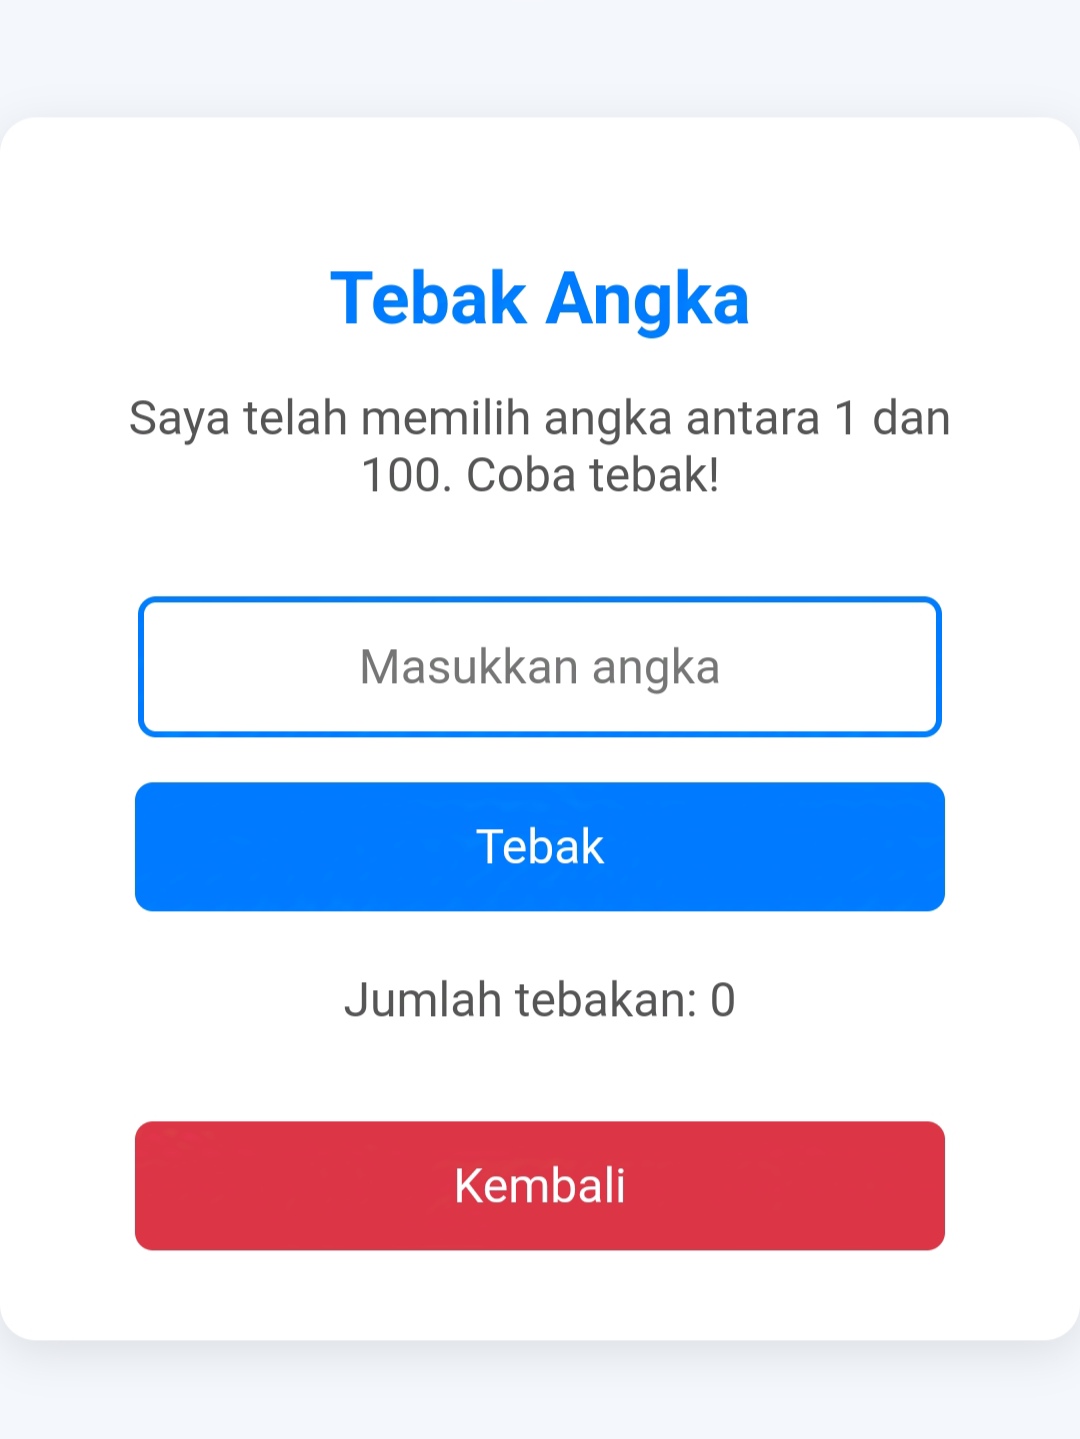 Tebak Angka
Saya telah memilih angka antara 1 dan
100. Coba tebak!
Masukkan angka
Tebak
Jumlah tebakan: 0
Kembali